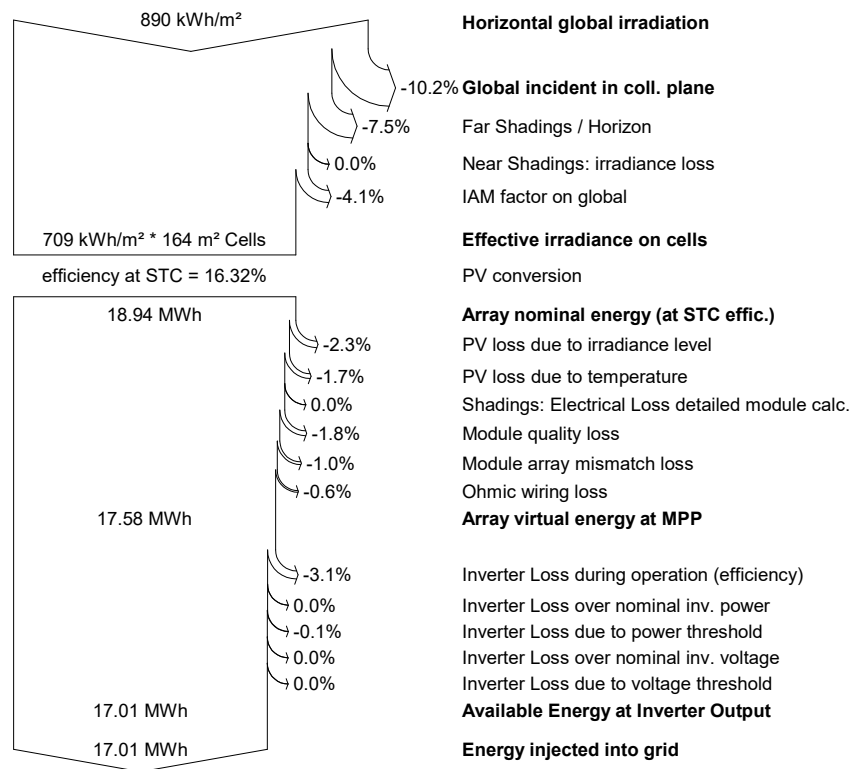 890 kWh/m² Horizontal global irradiation
-10.2% Global incident in coll. plane
-7.5% Far Shadings / Horizon
0.0% Near Shadings: irradiance loss
-4.1% IAM factor on global
709 kWh/m² * 164 m² Cells Effective irradiance on cells
efficiency at STC = 16.32% PV conversion
18.94 MWh Array nominal energy (at STC effic.)
-2.3% PV loss due to irradiance level
-1.7% PV loss due to temperature
0.0% Shadings: Electrical Loss detailed module calc.
-1.8% Module quality loss
-1.0% Module array mismatch loss
-0.6% Ohmic wiring loss
17.58 MWh Array virtual energy at MPP
-3.1% Inverter Loss during operation (efficiency)
0.0% Inverter Loss over nominal inv. power
-0.1% Inverter Loss due to power threshold
0.0% Inverter Loss over nominal inv. voltage
0.0% Inverter Loss due to voltage threshold
17.01 MWh Available Energy at Inverter Output
17.01 MWh Energy injected into grid